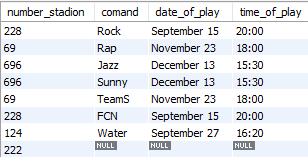 number_stadion comand date_of_play time_of_play
228 Rock September 15 20:00
69 Rap November 23 18:00
696 Jazz December 13 15:30
696 Sunny December 13 15:30
69 TeamS November 23 18:00
228 FCN September 15 20:00
124 Water September 27 16:20
222 NULL NULL NULL